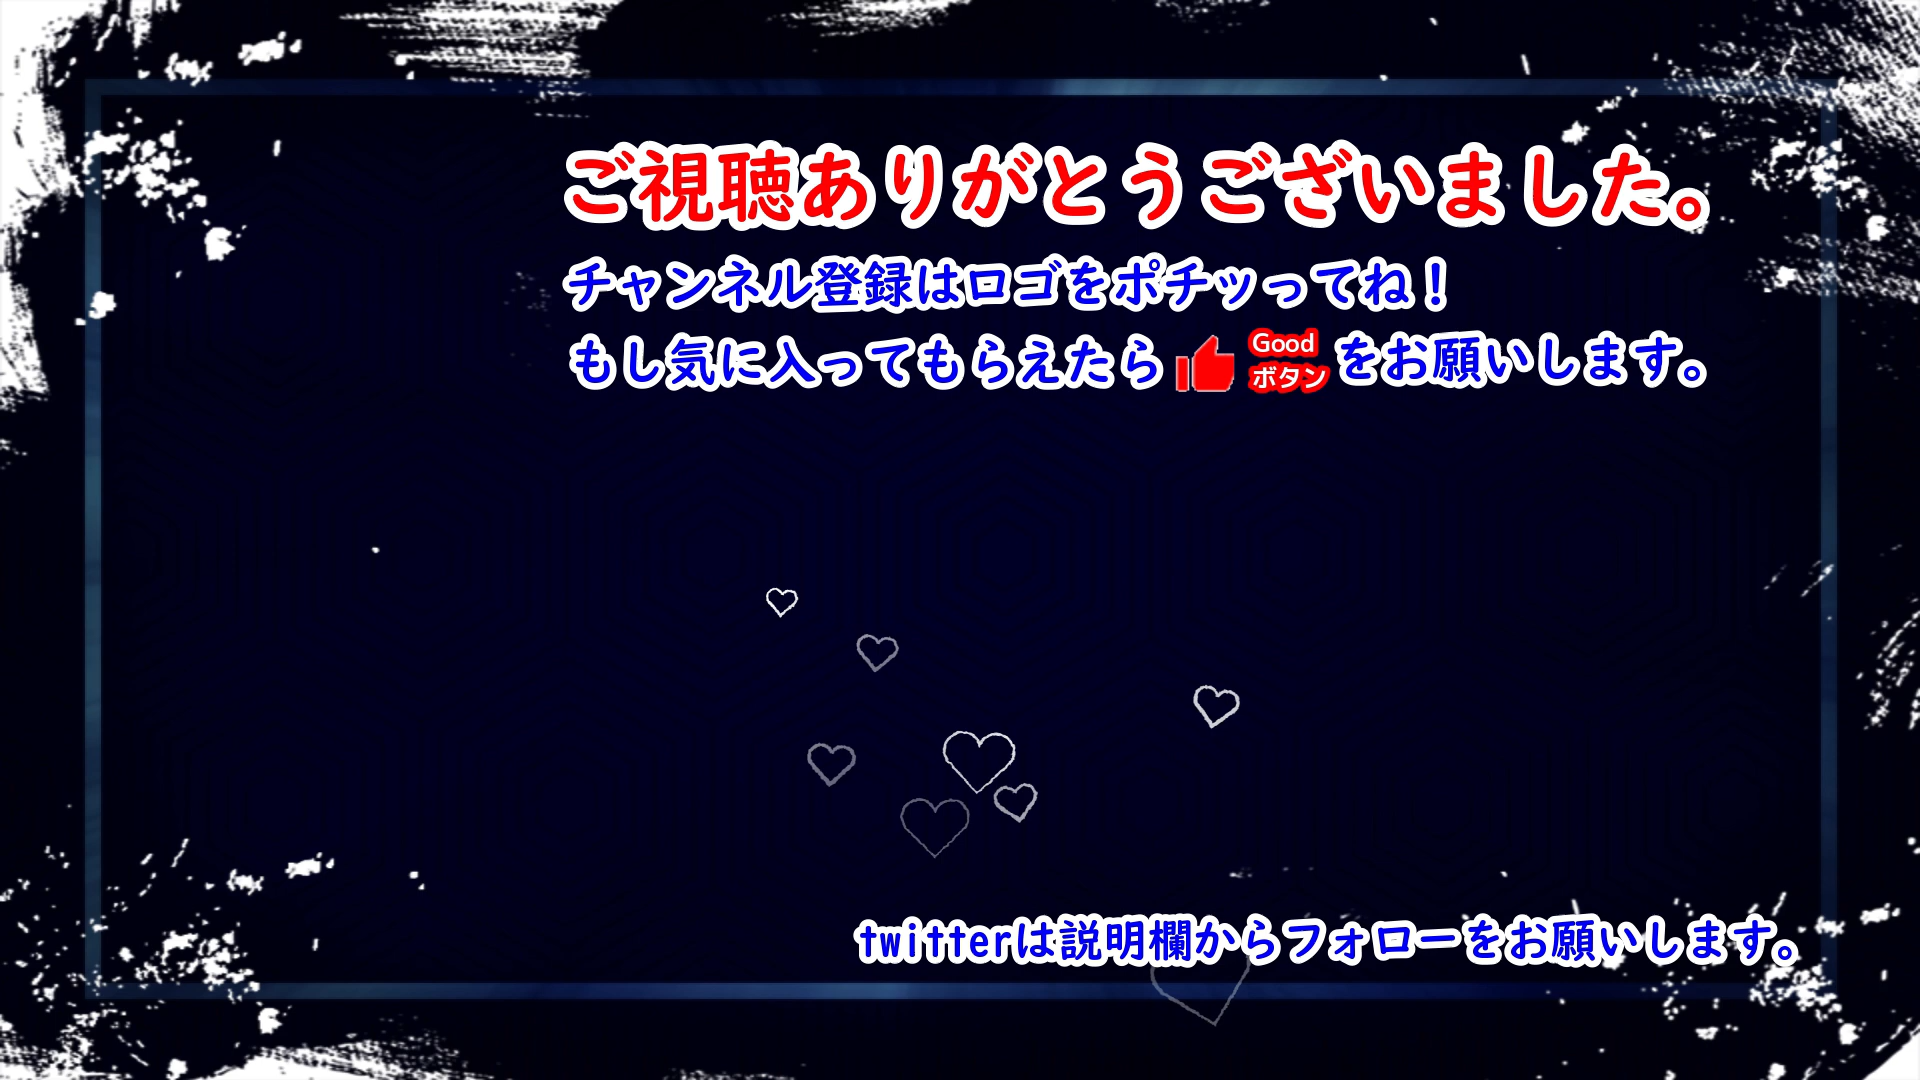 ご視聴ありがとうございました。
チャンネル登録はロゴをポチッってね！
もし気に入ってもらえたら Good ボタン をお願いします。
twitterは説明欄からフォローをお願いします。